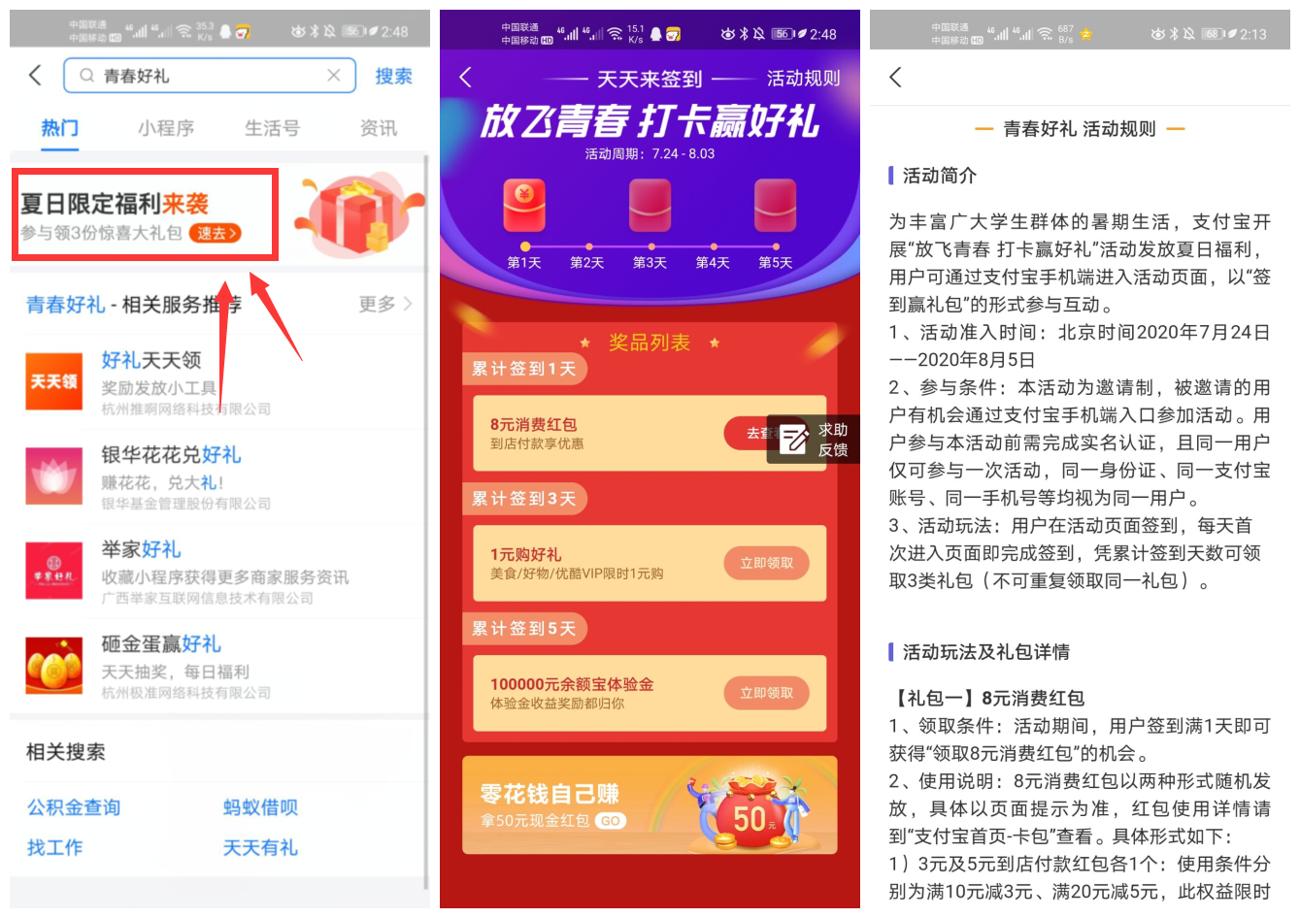 中国联通
中国移动 HD
4G 4G
35.3
K/s
56
2:48
青春好礼
搜索
热门
小程序
生活号
资讯
夏日限定福利来袭
参与领3份惊喜大礼包 速去>
青春好礼 - 相关服务推荐
更多
天天领
好礼天天领
奖励发放小工具
杭州推啊网络科技有限公司
银华花花兑好礼
赚花花，兑大礼!
银华基金管理股份有限公司
举家好礼
举家好礼
收藏小程序获得更多商家服务资讯
广西举家互联网信息技术有限公司
砸金蛋赢好礼
天天抽奖，每日福利
杭州极准网络科技有限公司
相关搜索
公积金查询
蚂蚁借呗
找工作
天天有礼
中国联通
中国移动 HD
4G 4G
15.1
K/s
56
2:48
天天来签到
活动规则
放飞青春 打卡赢好礼
活动周期：7.24 - 8.03
第1天
第2天
第3天
第4天
第5天
奖品列表
累计签到1天
8元消费红包
到店付款享优惠
去查
求助
反馈
累计签到3天
1元购好礼
美食/好物/优酷VIP限时1元购
立即领取
累计签到5天
100000元余额宝体验金
体验金收益奖励都归你
立即领取
零花钱自己赚
拿50元现金红包 GO
50元
中国联通
中国移动 HD
4G 4G
687
B/s
68
2:13
青春好礼 活动规则
活动简介
为丰富广大学生群体的暑期生活，支付宝开
展“放飞青春 打卡赢好礼”活动发放夏日福利，
用户可通过支付宝手机端进入活动页面，以“签
到赢礼包”的形式参与互动。
1、活动准入时间：北京时间2020年7月24日
——2020年8月5日
2、参与条件：本活动为邀请制，被邀请的用
户有机会通过支付宝手机端入口参加活动。用
户参与本活动前需完成实名认证，且同一用户
仅可参与一次活动，同一身份证、同一支付宝
账号、同一手机号等均视为同一用户。
3、活动玩法：用户在活动页面签到，每天首
次进入页面即完成签到，凭累计签到天数可领
取3类礼包（不可重复领取同一礼包）。
活动玩法及礼包详情
【礼包一】8元消费红包
1、领取条件：活动期间，用户签到满1天即可
获得“领取8元消费红包”的机会。
2、使用说明：8元消费红包以两种形式随机发
放，具体以页面提示为准，红包使用详情请
到“支付宝首页-卡包”查看。具体形式如下：
1）3元及5元到店付款红包各1个：使用条件分
别为满10元减3元、满20元减5元，此权益限时